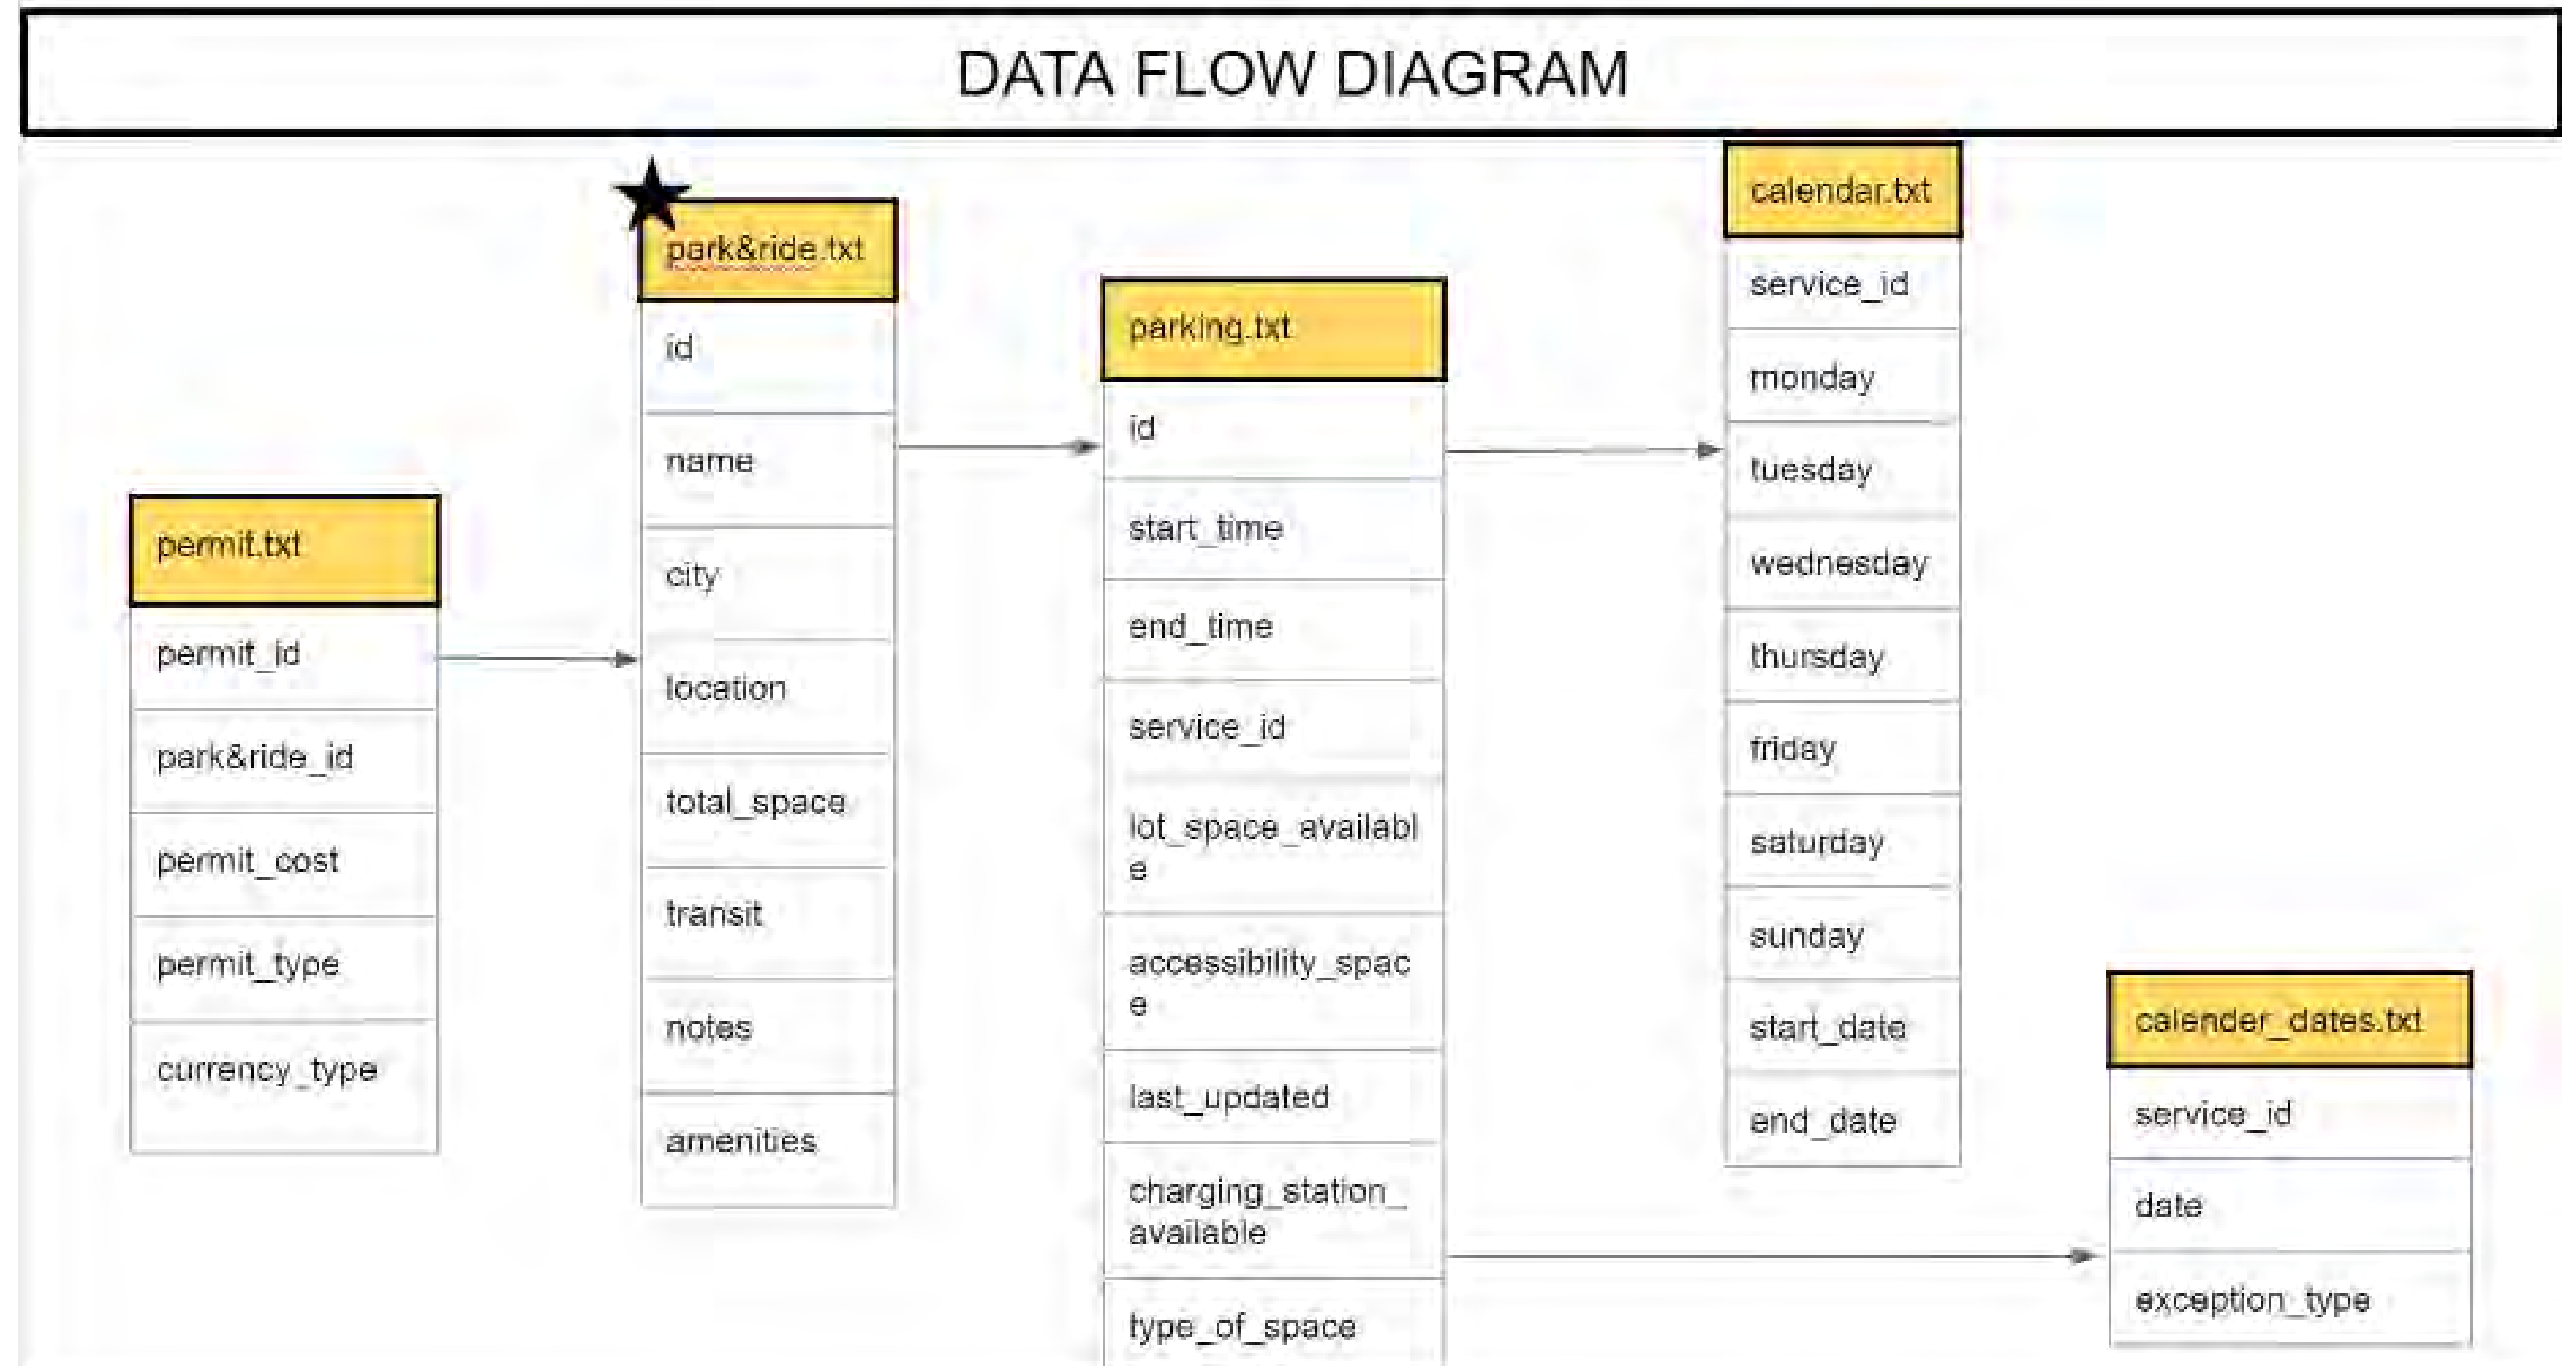 DATA FLOW DIAGRAM
permit.txt
permit_id
park&ride_id
permit_cost
permit_type
currency_type
park&ride.txt
id
name
city
location
total_space
transit
notes
amenities
parking.txt
id
start_time
end_time
service_id
lot_space_availabl
e
accessibility_spac
e
last_updated
charging_station_
available
type_of_space
calendar.txt
service_id
monday
tuesday
wednesday
thursday
friday
saturday
sunday
start_date
end_date
calender_dates.txt
service_id
date
exception_type